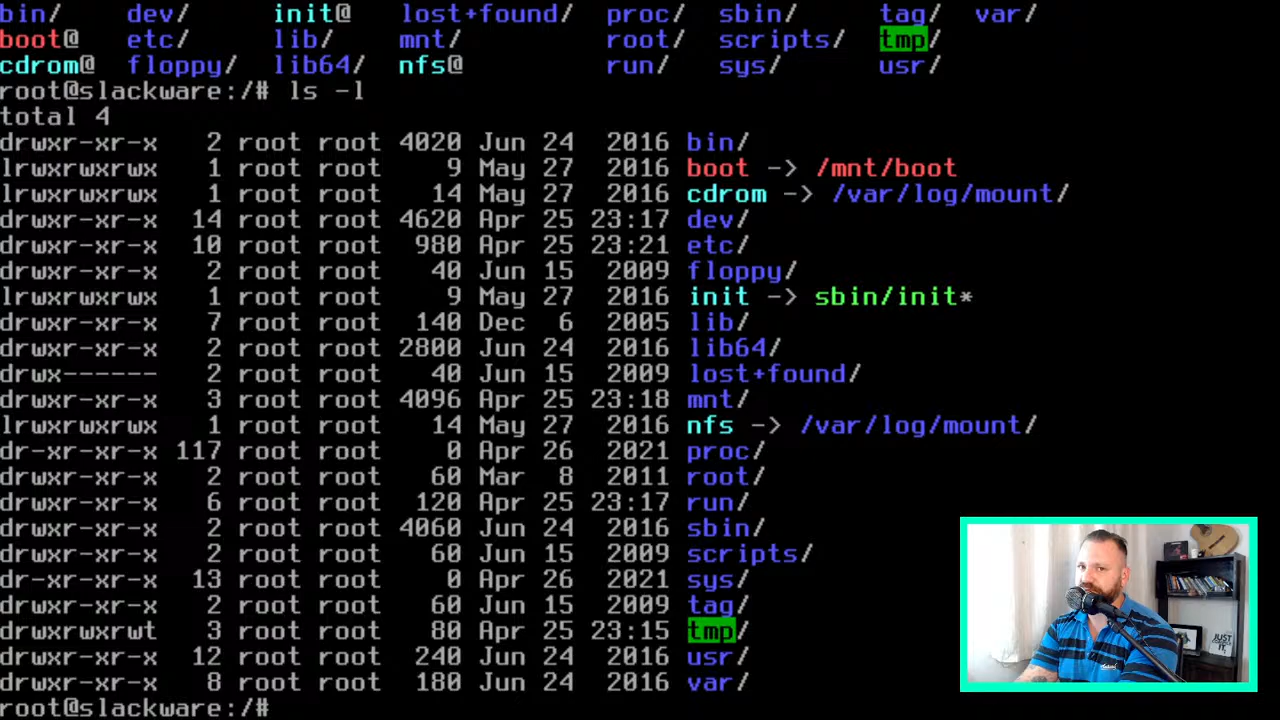 bin/ dev/ init@ lost+found/ proc/ sbin/ tag/ var/
boot@ etc/ lib/ mnt/ root/ scripts/ tmp/
cdrom@ floppy/ lib64/ nfs@ run/ sys/ usr/
root@slackware:/# ls -l
total 4
drwxr-xr-x 2 root root 4020 Jun 24 2016 bin/
lrwxrwxrwx 1 root root 9 May 27 2016 boot -> /mnt/boot
lrwxrwxrwx 1 root root 14 May 27 2016 cdrom -> /var/log/mount/
drwxr-xr-x 14 root root 4620 Apr 25 23:17 dev/
drwxr-xr-x 10 root root 980 Apr 25 23:21 etc/
drwxr-xr-x 2 root root 40 Jun 15 2009 floppy/
lrwxrwxrwx 1 root root 9 May 27 2016 init -> sbin/init*
drwxr-xr-x 7 root root 140 Dec 6 2005 lib/
drwxr-xr-x 2 root root 2800 Jun 24 2016 lib64/
drwx------ 2 root root 40 Jun 15 2009 lost+found/
drwxr-xr-x 3 root root 4096 Apr 25 23:18 mnt/
lrwxrwxrwx 1 root root 14 May 27 2016 nfs -> /var/log/mount/
dr-xr-xr-x 117 root root 0 Apr 26 2021 proc/
drwxr-xr-x 2 root root 60 Mar 8 2011 root/
drwxr-xr-x 6 root root 120 Apr 25 23:17 run/
drwxr-xr-x 2 root root 4060 Jun 24 2016 sbin/
drwxr-xr-x 2 root root 60 Jun 15 2009 scripts/
dr-xr-xr-x 13 root root 0 Apr 26 2021 sys/
drwxr-xr-x 2 root root 60 Jun 15 2009 tag/
drwxrwxrwt 3 root root 80 Apr 25 23:15 tmp/
drwxr-xr-x 12 root root 240 Jun 24 2016 usr/
drwxr-xr-x 8 root root 180 Jun 24 2016 var/
root@slackware:/#
JUST
IT.